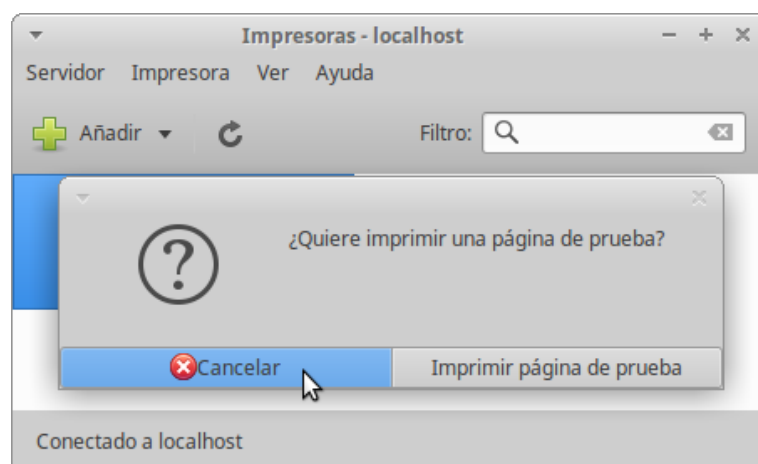 Impresoras - localhost
Servidor Impresora Ver Ayuda
Añadir Filtro:
¿Quiere imprimir una página de prueba?
Cancelar Imprimir página de prueba
Conectado a localhost